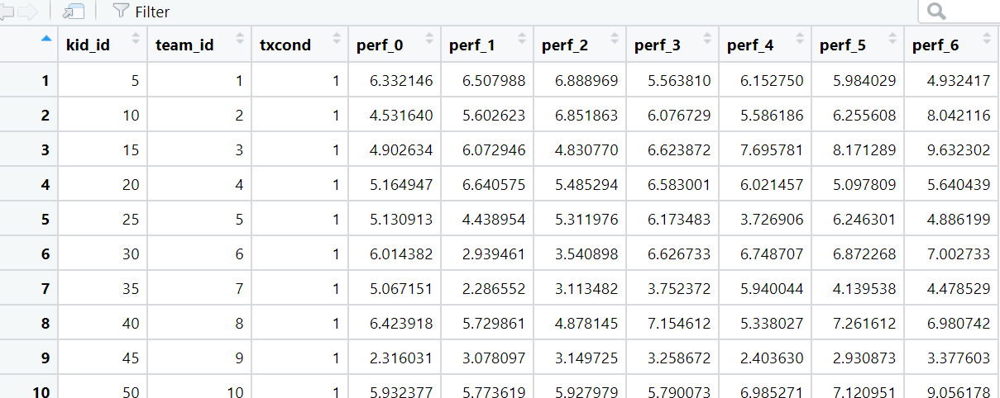 Filter
kid_id team_id txcond perf_0 perf_1 perf_2 perf_3 perf_4 perf_5 perf_6
1 5 1 1 6.332146 6.507988 6.888969 5.563810 6.152750 5.984029 4.932417
2 10 2 1 4.531640 5.602623 6.851863 6.076729 5.586186 6.255608 8.042116
3 15 3 1 4.902634 6.072946 4.830770 6.623872 7.695781 8.171289 9.632302
4 20 4 1 5.164947 6.640575 5.485294 6.583001 6.021457 5.097809 5.640439
5 25 5 1 5.130913 4.438954 5.311976 6.173483 3.726906 6.246301 4.886199
6 30 6 1 6.014382 2.939461 3.540898 6.626733 6.748707 6.872268 7.002733
7 35 7 1 5.067151 2.286552 3.113482 3.752372 5.940044 4.139538 4.478529
8 40 8 1 6.423918 5.729861 4.878145 7.154612 5.338027 7.261612 6.980742
9 45 9 1 2.316031 3.078097 3.149725 3.258672 2.403630 2.930873 3.377603
10 50 10 1 5.932377 5.773619 5.927979 5.790073 6.985271 7.120951 9.056178